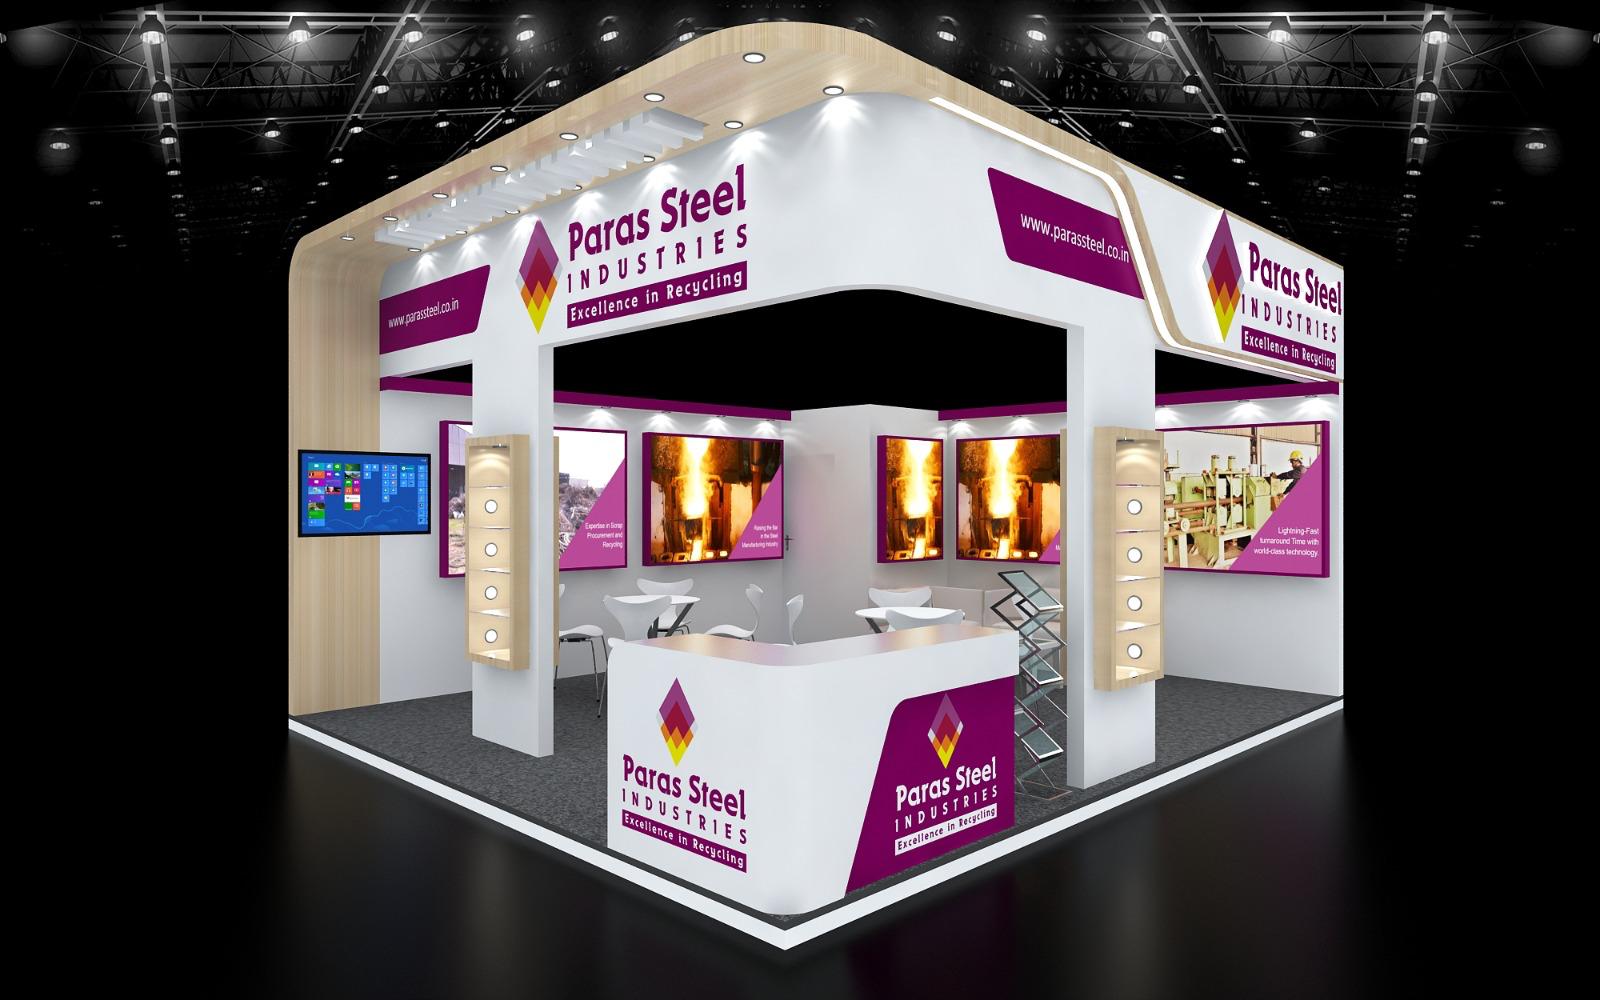 Paras Steel
INDUSTRIES
Excellence in Recycling
www.parassteel.co.in
www.parassteel.co.in
Paras Steel
INDUSTRIES
Excellence in Recycling
Expertise in Scrap
Procurement and
Recycling
Raising the Bar
in the Steel
Manufacturing Industry
Lightning-Fast
turnaround Time with
world-class technology.
Paras Steel
INDUSTRIES
Excellence in Recycling
Paras Steel
INDUSTRIES
Excellence in Recycling